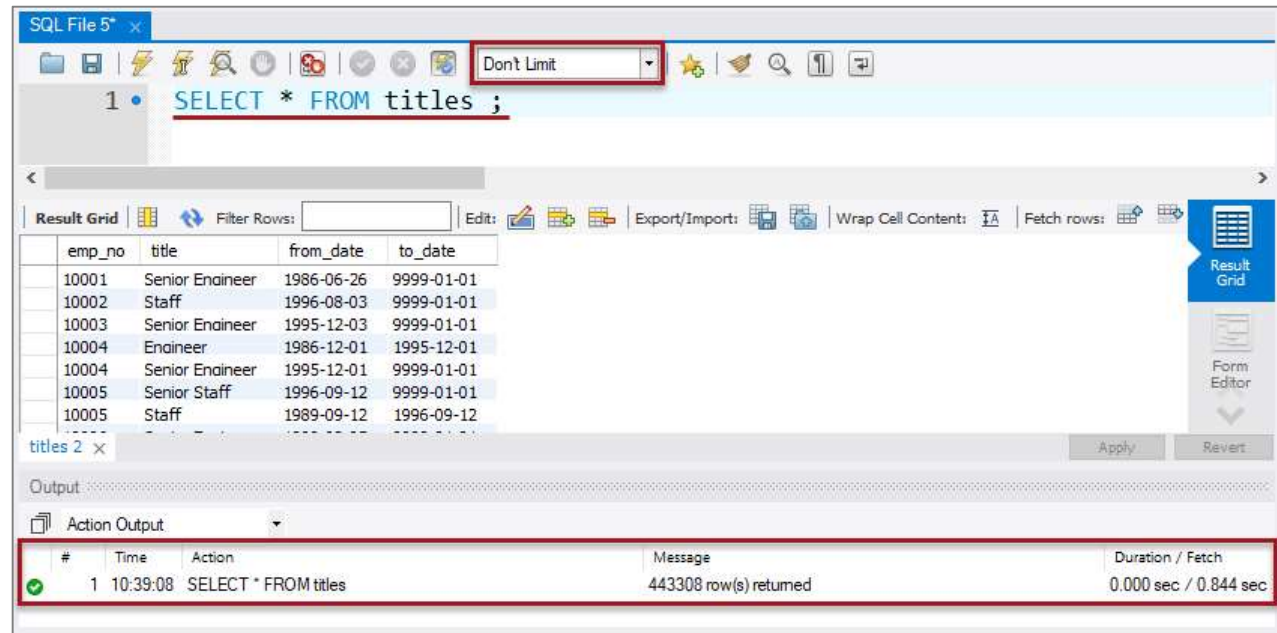 SQL File 5*
Don't Limit
1 SELECT * FROM titles ;
Result Grid Filter Rows: Edit: Export/Import: Wrap Cell Content: Fetch rows:
emp_no title from_date to_date
10001 Senior Engineer 1986-06-26 9999-01-01
10002 Staff 1996-08-03 9999-01-01
10003 Senior Engineer 1995-12-03 9999-01-01
10004 Engineer 1986-12-01 1995-12-01
10004 Senior Engineer 1995-12-01 9999-01-01
10005 Senior Staff 1996-09-12 9999-01-01
10005 Staff 1989-09-12 1996-09-12
Result
Grid
Form
Editor
titles 2 Apply Revert
Output
Action Output
# Time Action Message Duration / Fetch
1 10:39:08 SELECT * FROM titles 443308 row(s) returned 0.000 sec / 0.844 sec